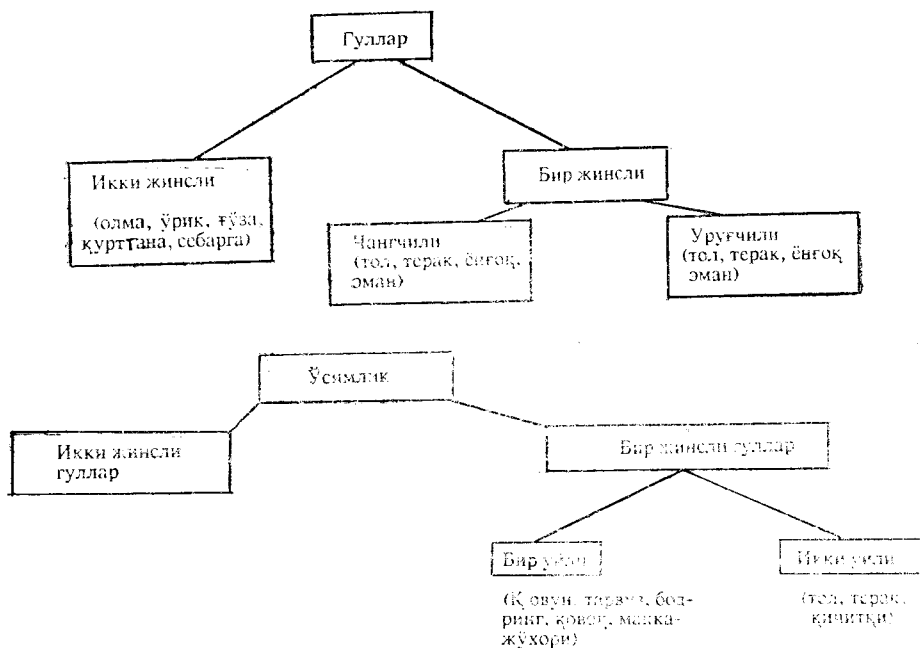 Гуллар
Икки жинсли
(олма, ўрик, ғўза,
қурттана, себарга)
Бир жинсли
Чангчили
(тол, терак, ёнғоқ,
эман)
Уруғчили
(тол, терак, ёнғоқ
эман)
Ўсимлик
Икки жинсли
гуллар
Бир жинсли гуллар
Бир уйли
(Қовун, тарвуз, бод-
ринг, қовоқ, макка-
жўхори)
Икки уйли
(тол, терак,
қичитқи)